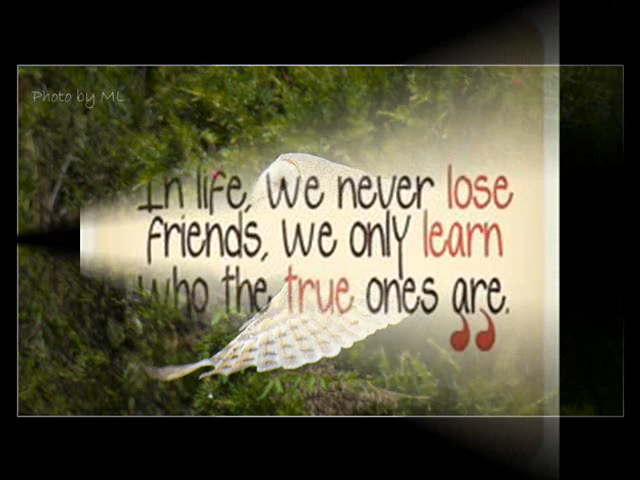 Photo by ML
In life, we never lose
friends, we only learn
who the true ones are.
”